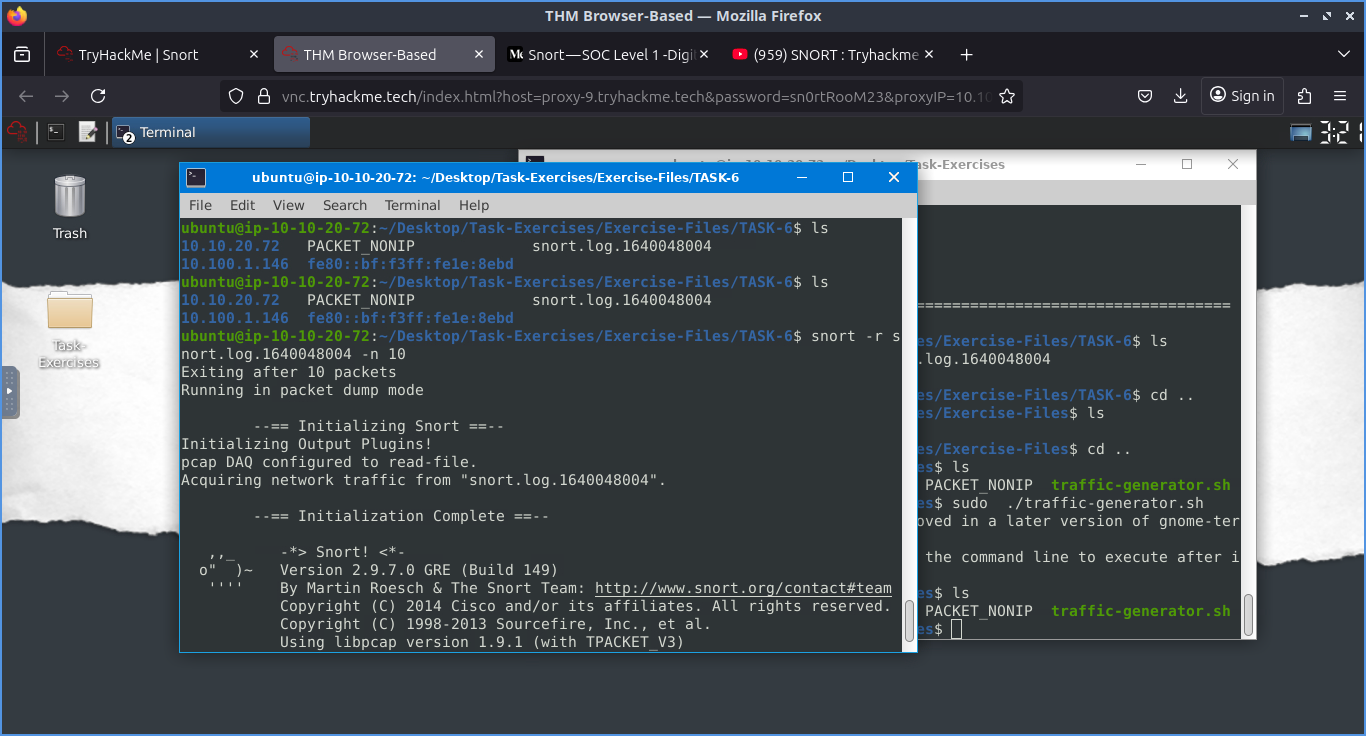 THM Browser-Based — Mozilla Firefox
TryHackMe | Snort
THM Browser-Based
Snort — SOC Level 1 -Digi
(959) SNORT : Tryhackme
vnc.tryhackme.tech/index.html?host=proxy-9.tryhackme.tech&password=sn0rtRooM23&proxyIP=10.10
Sign in
2
Terminal
Trash
Task-
Exercises
Task-Exercises
ubuntu@ip-10-10-20-72: ~/Desktop/Task-Exercises/Exercise-Files/TASK-6
File Edit View Search Terminal Help
ubuntu@ip-10-10-20-72:~/Desktop/Task-Exercises/Exercise-Files/TASK-6$ ls
10.10.20.72 PACKET_NONIP snort.log.1640048004
10.100.1.146 fe80::bf:f3ff:fe1e:8ebd
ubuntu@ip-10-10-20-72:~/Desktop/Task-Exercises/Exercise-Files/TASK-6$ ls
10.10.20.72 PACKET_NONIP snort.log.1640048004
10.100.1.146 fe80::bf:f3ff:fe1e:8ebd
ubuntu@ip-10-10-20-72:~/Desktop/Task-Exercises/Exercise-Files/TASK-6$ snort -r s
nort.log.1640048004 -n 10
Exiting after 10 packets
Running in packet dump mode
--== Initializing Snort ==--
Initializing Output Plugins!
pcap DAQ configured to read-file.
Acquiring network traffic from "snort.log.1640048004".
--== Initialization Complete ==--
,,_ -*> Snort! <*-
o" )~ Version 2.9.7.0 GRE (Build 149)
'''' By Martin Roesch & The Snort Team: http://www.snort.org/contact#team
Copyright (C) 2014 Cisco and/or its affiliates. All rights reserved.
Copyright (C) 1998-2013 Sourcefire, Inc., et al.
Using libpcap version 1.9.1 (with TPACKET_V3)
===================================
es/Exercise-Files/TASK-6$ ls
.log.1640048004
es/Exercise-Files/TASK-6$ cd ..
es/Exercise-Files$ ls
es/Exercise-Files$ cd ..
es$ ls
PACKET_NONIP traffic-generator.sh
es$ sudo ./traffic-generator.sh
oved in a later version of gnome-ter
the command line to execute after i
es$ ls
PACKET_NONIP traffic-generator.sh
es$